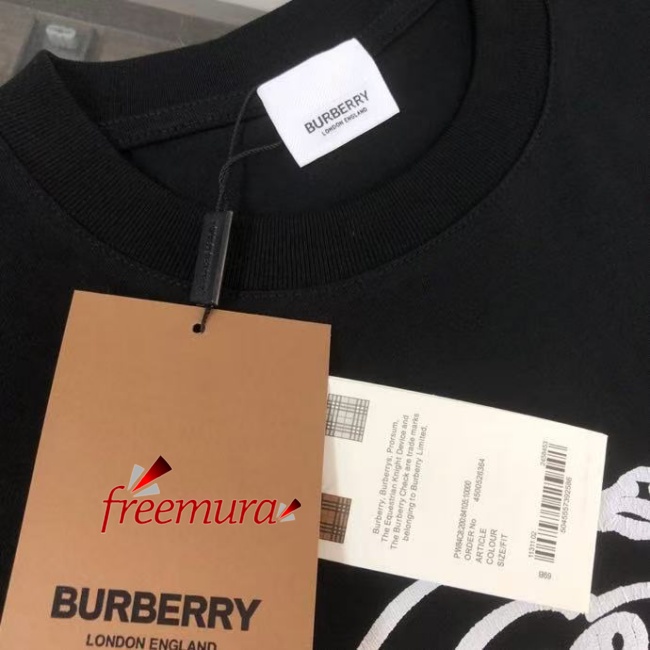 BURBERRY
LONDON ENGLAND
freemura
BURBERRY
LONDON ENGLAND
Burberry, Burberrys, Prorsum,
The Equestrian Knight Device and
The Burberry Check are trade marks
belonging to Burberry Limited.
ORDER No 4500526364
ARTICLE
COLOUR
SIZE/FIT